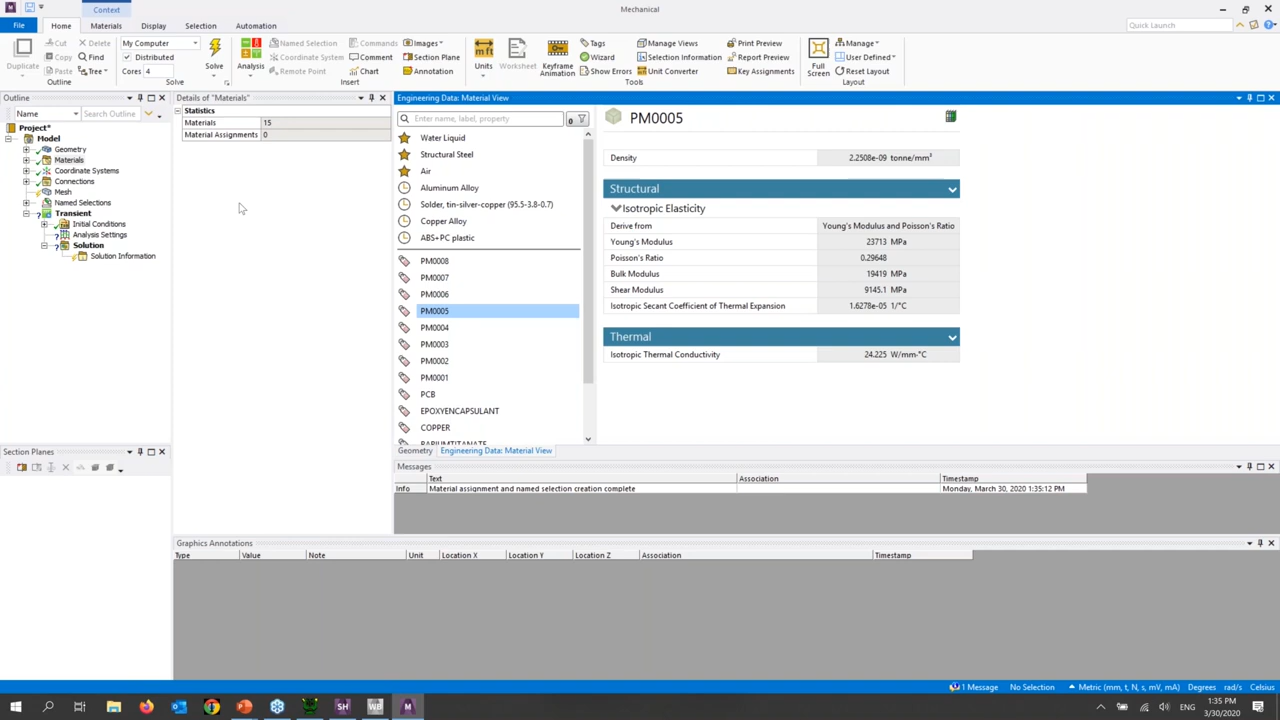 Context
Mechanical
File
Home
Materials
Display
Selection
Automation
Quick Launch
Duplicate
Cut
Copy
Paste
Delete
Find
Tree
Outline
My Computer
Distributed
Cores 4
Solve
Solve
Analysis
Named Selection
Coordinate System
Remote Point
Commands
Comment
Chart
Images
Section Plane
Annotation
Insert
mft
Units
Worksheet
Keyframe Animation
Tags
Wizard
Show Errors
Manage Views
Selection Information
Unit Converter
Print Preview
Report Preview
Key Assignments
Tools
Full Screen
Manage
User Defined
Reset Layout
Layout
Outline
Name
Search Outline
Project*
Model
Geometry
Materials
Coordinate Systems
Connections
Mesh
Named Selections
Transient
Initial Conditions
Analysis Settings
Solution
Solution Information
Section Planes
Details of "Materials"
Statistics
Materials 15
Material Assignments 0
Engineering Data: Material View
Enter name, label, property
0
Water Liquid
Structural Steel
Air
Aluminum Alloy
Solder, tin-silver-copper (95.5-3.8-0.7)
Copper Alloy
ABS+PC plastic
PM0008
PM0007
PM0006
PM0005
PM0004
PM0003
PM0002
PM0001
PCB
EPOXYENCAPSULANT
COPPER
BARIUMTITANATE
PM0005
Density 2.2508e-09 tonne/mm³
Structural
Isotropic Elasticity
Derive from Young's Modulus and Poisson's Ratio
Young's Modulus 23713 MPa
Poisson's Ratio 0.29648
Bulk Modulus 19419 MPa
Shear Modulus 9145.1 MPa
Isotropic Secant Coefficient of Thermal Expansion 1.6278e-05 1/°C
Thermal
Isotropic Thermal Conductivity 24.225 W/mm·°C
Geometry
Engineering Data: Material View
Messages
Text Association Timestamp
Info Material assignment and named selection creation complete Monday, March 30, 2020 1:35:12 PM
Graphics Annotations
Type Value Note Unit Location X Location Y Location Z Association Timestamp
1 Message
No Selection
Metric (mm, t, N, s, mV, mA)
Degrees
rad/s
Celsius
SH
WB
M
ENG
1:35 PM
3/30/2020